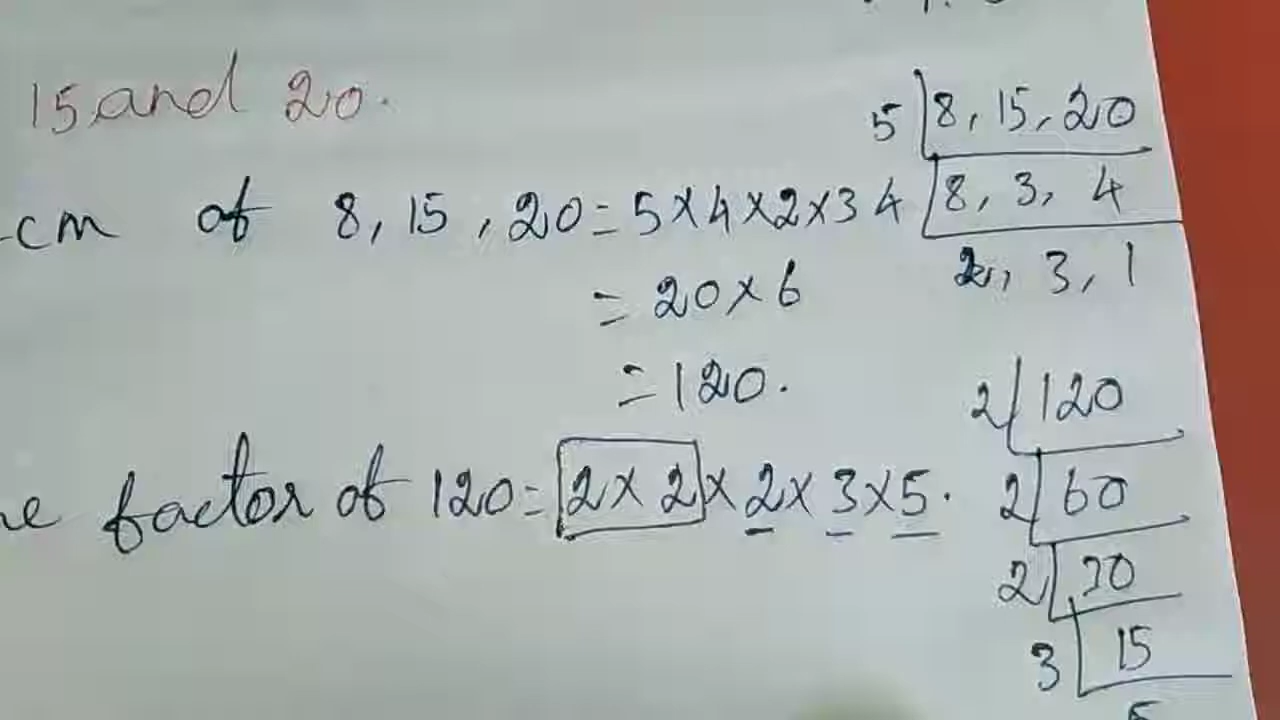 15 and 20.
cm of 8, 15, 20 = 5×4×2×3
= 20×6
= 120.
factor of 120 = 2×2×2×3×5.
5 8, 15, 20
4 8, 3, 4
2, 3, 1
2 120
2 60
2 30
3 15
5